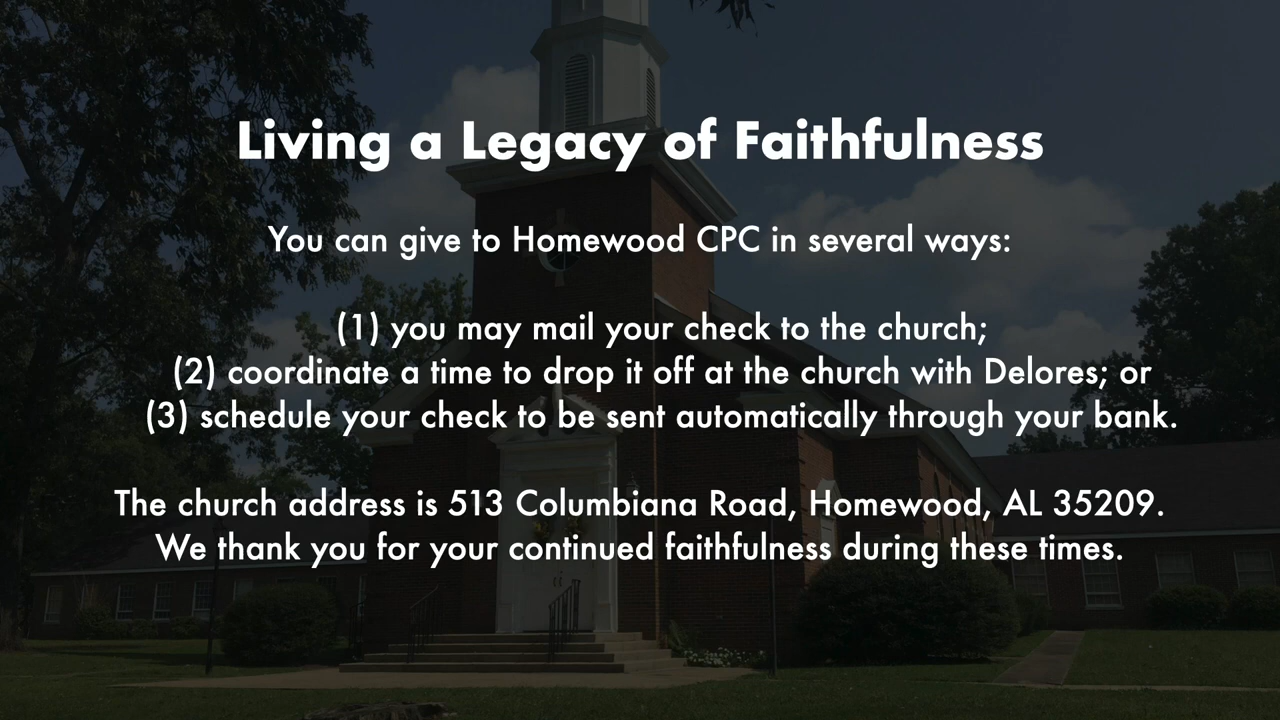 Living a Legacy of Faithfulness
You can give to Homewood CPC in several ways:
(1) you may mail your check to the church;
(2) coordinate a time to drop it off at the church with Delores; or
(3) schedule your check to be sent automatically through your bank.
The church address is 513 Columbiana Road, Homewood, AL 35209.
We thank you for your continued faithfulness during these times.